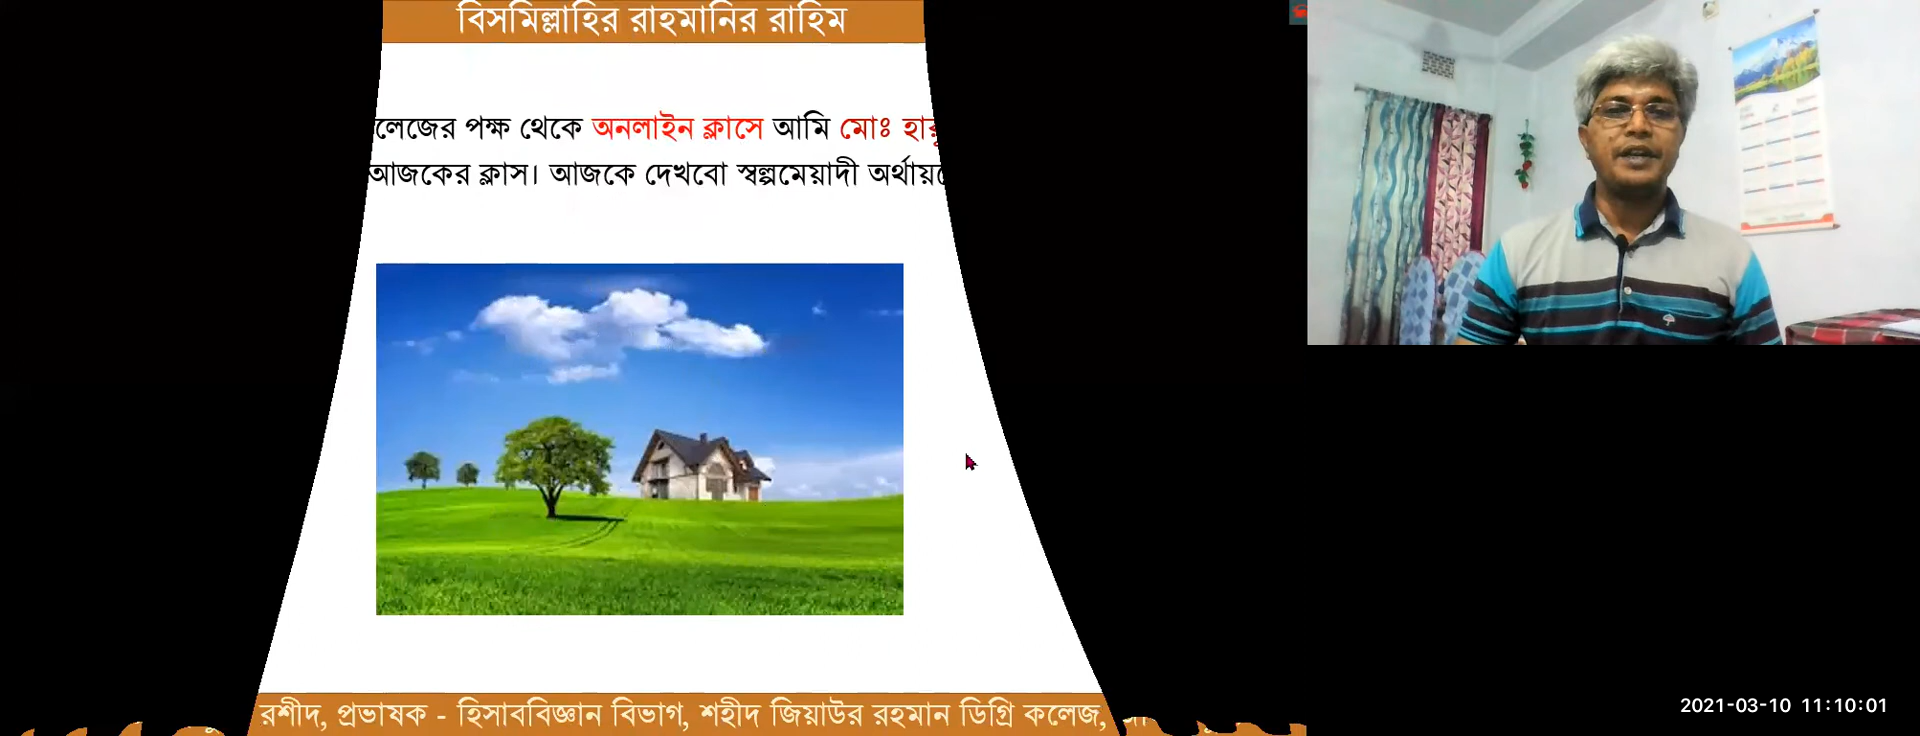 বিসমিল্লাহির রাহমানির রাহিম
লেজের পক্ষ থেকে অনলাইন ক্লাসে আমি মোঃ
আজকের ক্লাস। আজকে দেখবো স্বল্পমেয়াদী
রশীদ, প্রভাষক - হিসাববিজ্ঞান বিভাগ, শহীদ জিয়াউর রহমান ডিগ্রি কলেজ,
2021-03-10 11:10:01